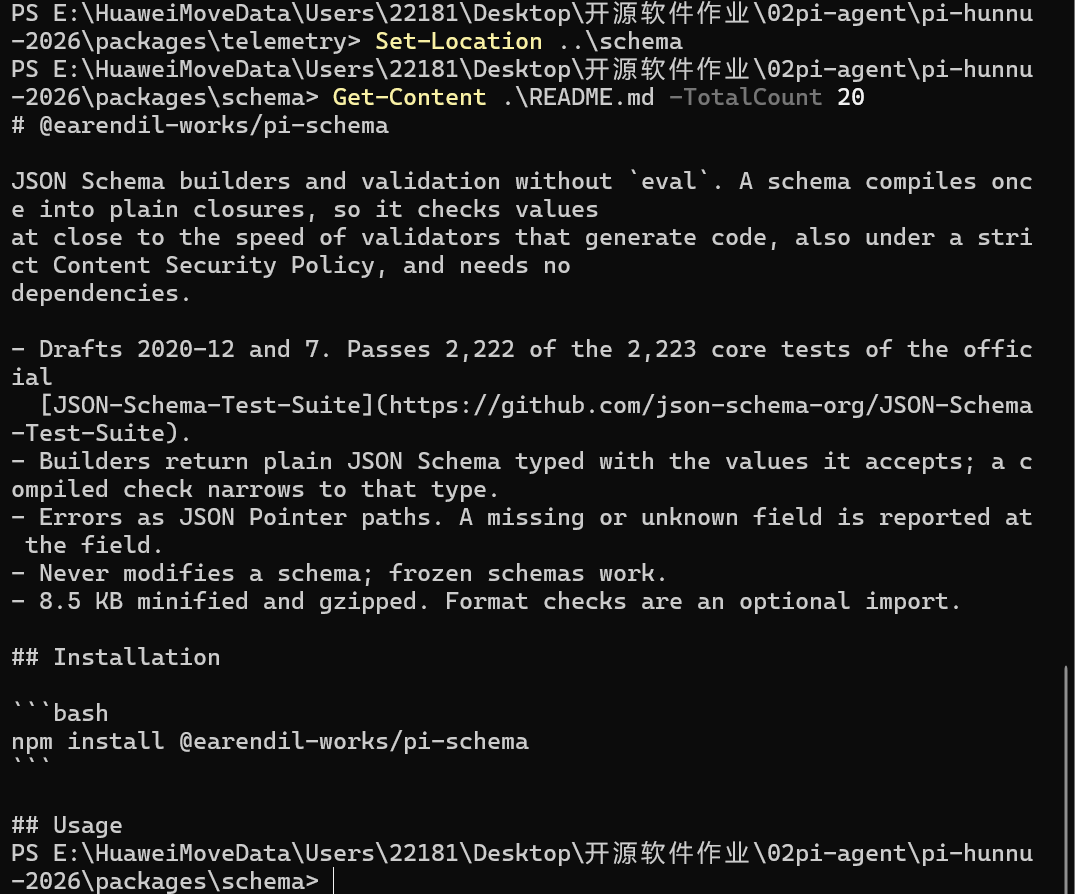 PS E:\HuaweiMoveData\Users\22181\Desktop\开源软件作业\02pi-agent\pi-hunnu
-2026\packages\telemetry> Set-Location ..\schema
PS E:\HuaweiMoveData\Users\22181\Desktop\开源软件作业\02pi-agent\pi-hunnu
-2026\packages\schema> Get-Content .\README.md -TotalCount 20
# @earendil-works/pi-schema

JSON Schema builders and validation without `eval`. A schema compiles onc
e into plain closures, so it checks values
at close to the speed of validators that generate code, also under a stri
ct Content Security Policy, and needs no
dependencies.

- Drafts 2020-12 and 7. Passes 2,222 of the 2,223 core tests of the offic
ial
  [JSON-Schema-Test-Suite](https://github.com/json-schema-org/JSON-Schema
-Test-Suite).
- Builders return plain JSON Schema typed with the values it accepts; a c
ompiled check narrows to that type.
- Errors as JSON Pointer paths. A missing or unknown field is reported at
 the field.
- Never modifies a schema; frozen schemas work.
- 8.5 KB minified and gzipped. Format checks are an optional import.

## Installation

```bash
npm install @earendil-works/pi-schema
```

## Usage
PS E:\HuaweiMoveData\Users\22181\Desktop\开源软件作业\02pi-agent\pi-hunnu
-2026\packages\schema>